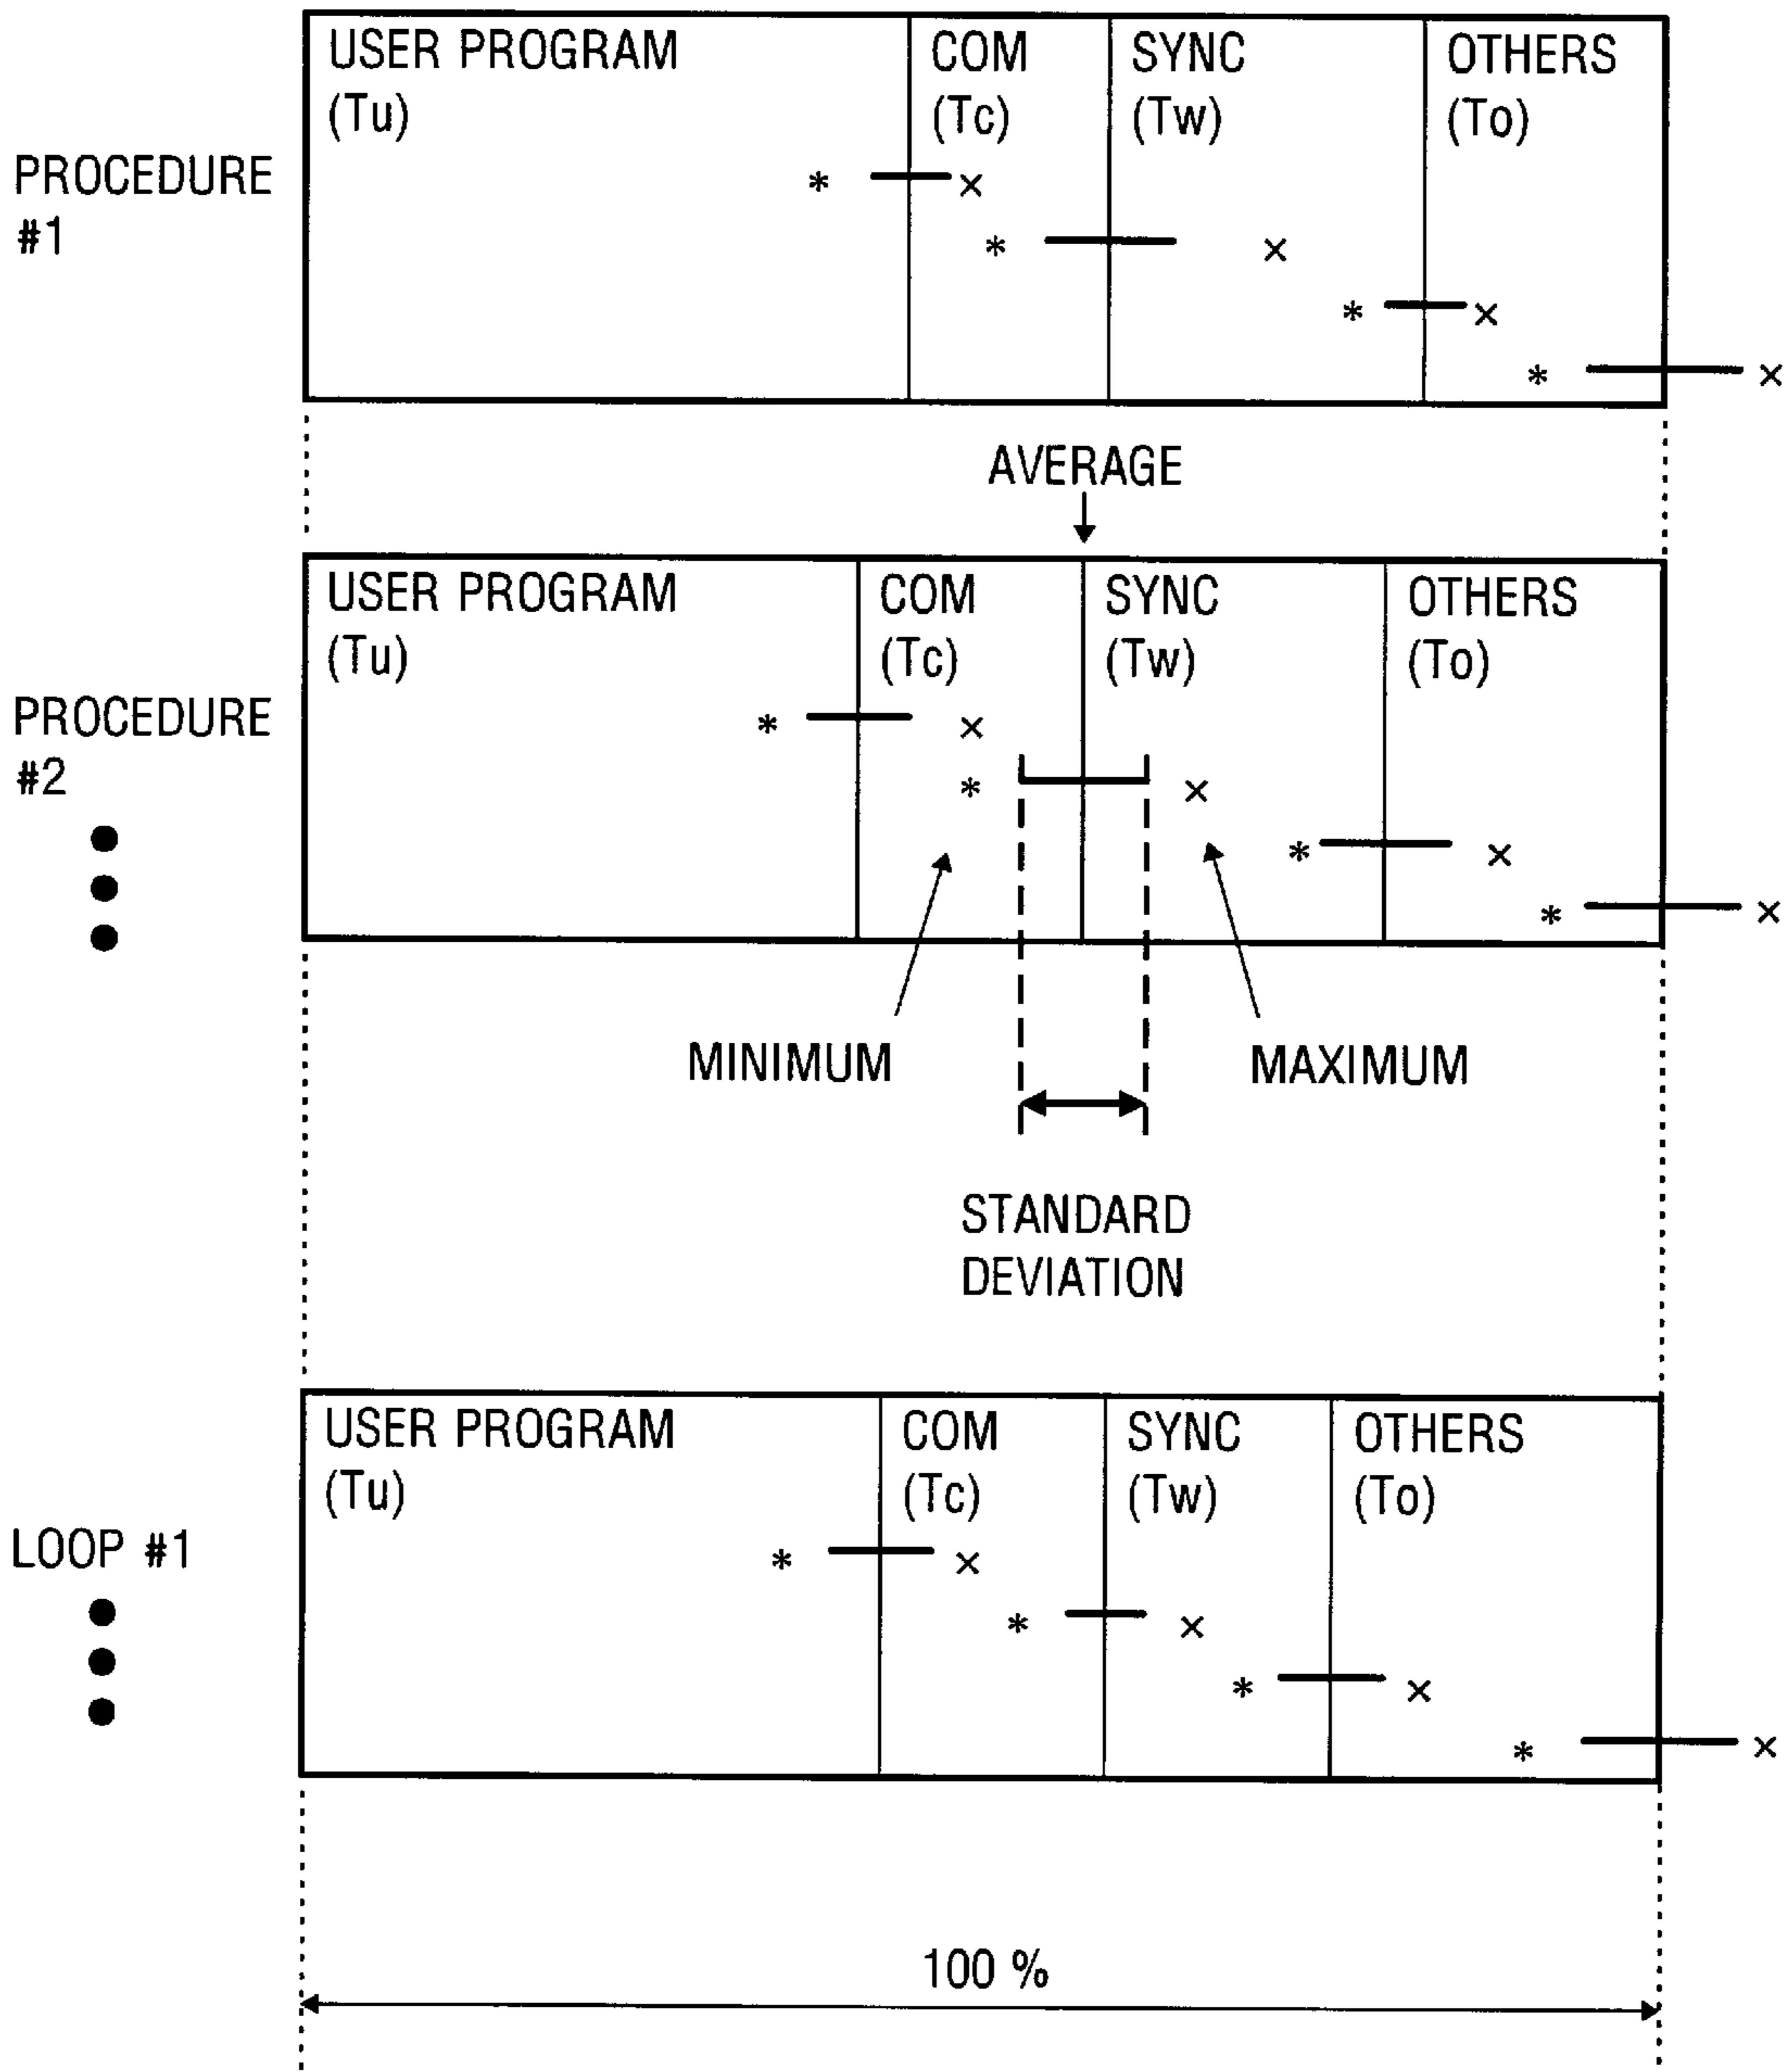 USER PROGRAM
(Tu)
COM
(Tc)
SYNC
(Tw)
OTHERS
(To)
PROCEDURE
#1
* ×
* ×
* ×
* ×
AVERAGE
USER PROGRAM
(Tu)
COM
(Tc)
SYNC
(Tw)
OTHERS
(To)
PROCEDURE
#2
* ×
* ×
* ×
* ×
MINIMUM
MAXIMUM
STANDARD
DEVIATION
USER PROGRAM
(Tu)
COM
(Tc)
SYNC
(Tw)
OTHERS
(To)
LOOP #1
* ×
* ×
* ×
* ×
100 %